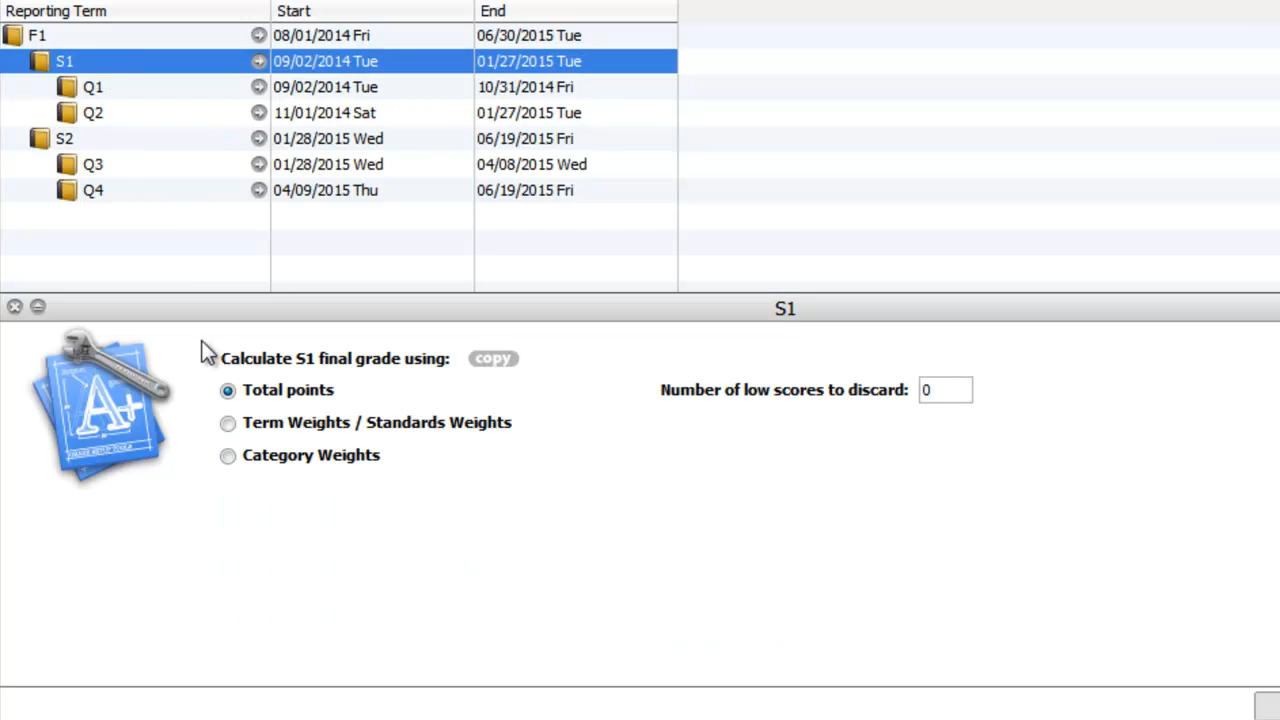 Reporting Term Start End
F1 08/01/2014 Fri 06/30/2015 Tue
S1 09/02/2014 Tue 01/27/2015 Tue
Q1 09/02/2014 Tue 10/31/2014 Fri
Q2 11/01/2014 Sat 01/27/2015 Tue
S2 01/28/2015 Wed 06/19/2015 Fri
Q3 01/28/2015 Wed 04/08/2015 Wed
Q4 04/09/2015 Thu 06/19/2015 Fri
S1
A+
Calculate S1 final grade using: copy
Total points Number of low scores to discard: 0
Term Weights / Standards Weights
Category Weights